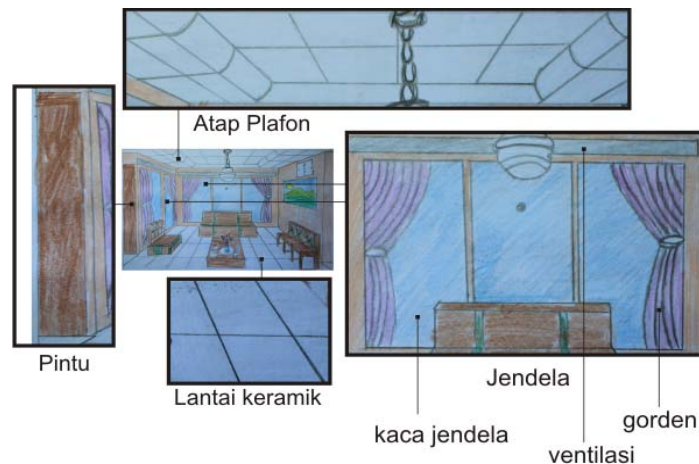 Atap Plafon
Pintu
Lantai keramik
Jendela
kaca jendela
gorden
ventilasi